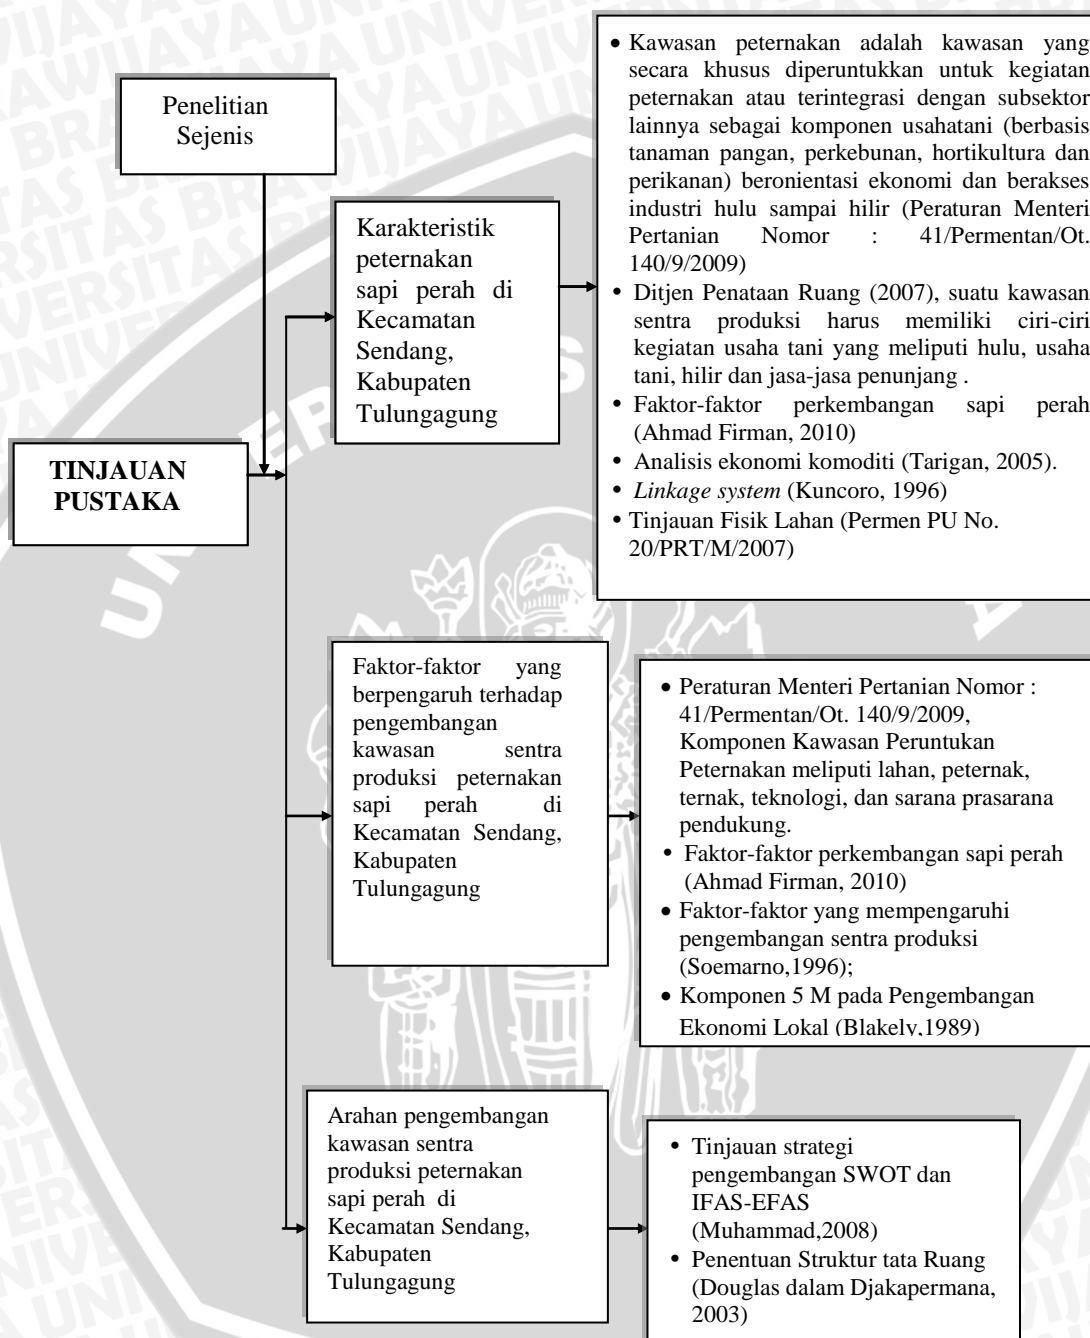 Penelitian
Sejenis
TINJAUAN
PUSTAKA
Karakteristik
peternakan
sapi perah di
Kecamatan
Sendang,
Kabupaten
Tulungagung
• Kawasan peternakan adalah kawasan yang
secara khusus diperuntukkan untuk kegiatan
peternakan atau terintegrasi dengan subsektor
lainnya sebagai komponen usahatani (berbasis
tanaman pangan, perkebunan, hortikultura dan
perikanan) beronientasi ekonomi dan berakses
industri hulu sampai hilir (Peraturan Menteri
Pertanian Nomor : 41/Permentan/Ot.
140/9/2009)
• Ditjen Penataan Ruang (2007), suatu kawasan
sentra produksi harus memiliki ciri-ciri
kegiatan usaha tani yang meliputi hulu, usaha
tani, hilir dan jasa-jasa penunjang .
• Faktor-faktor perkembangan sapi perah
(Ahmad Firman, 2010)
• Analisis ekonomi komoditi (Tarigan, 2005).
• Linkage system (Kuncoro, 1996)
• Tinjauan Fisik Lahan (Permen PU No.
20/PRT/M/2007)
Faktor-faktor yang
berpengaruh terhadap
pengembangan
kawasan sentra
produksi peternakan
sapi perah di
Kecamatan Sendang,
Kabupaten
Tulungagung
• Peraturan Menteri Pertanian Nomor :
41/Permentan/Ot. 140/9/2009,
Komponen Kawasan Peruntukan
Peternakan meliputi lahan, peternak,
ternak, teknologi, dan sarana prasarana
pendukung.
• Faktor-faktor perkembangan sapi perah
(Ahmad Firman, 2010)
• Faktor-faktor yang mempengaruhi
pengembangan sentra produksi
(Soemarno,1996);
• Komponen 5 M pada Pengembangan
Ekonomi Lokal (Blakely,1989)
Arahan pengembangan
kawasan sentra
produksi peternakan
sapi perah di
Kecamatan Sendang,
Kabupaten
Tulungagung
• Tinjauan strategi
pengembangan SWOT dan
IFAS-EFAS
(Muhammad,2008)
• Penentuan Struktur tata Ruang
(Douglas dalam Djakapermana,
2003)